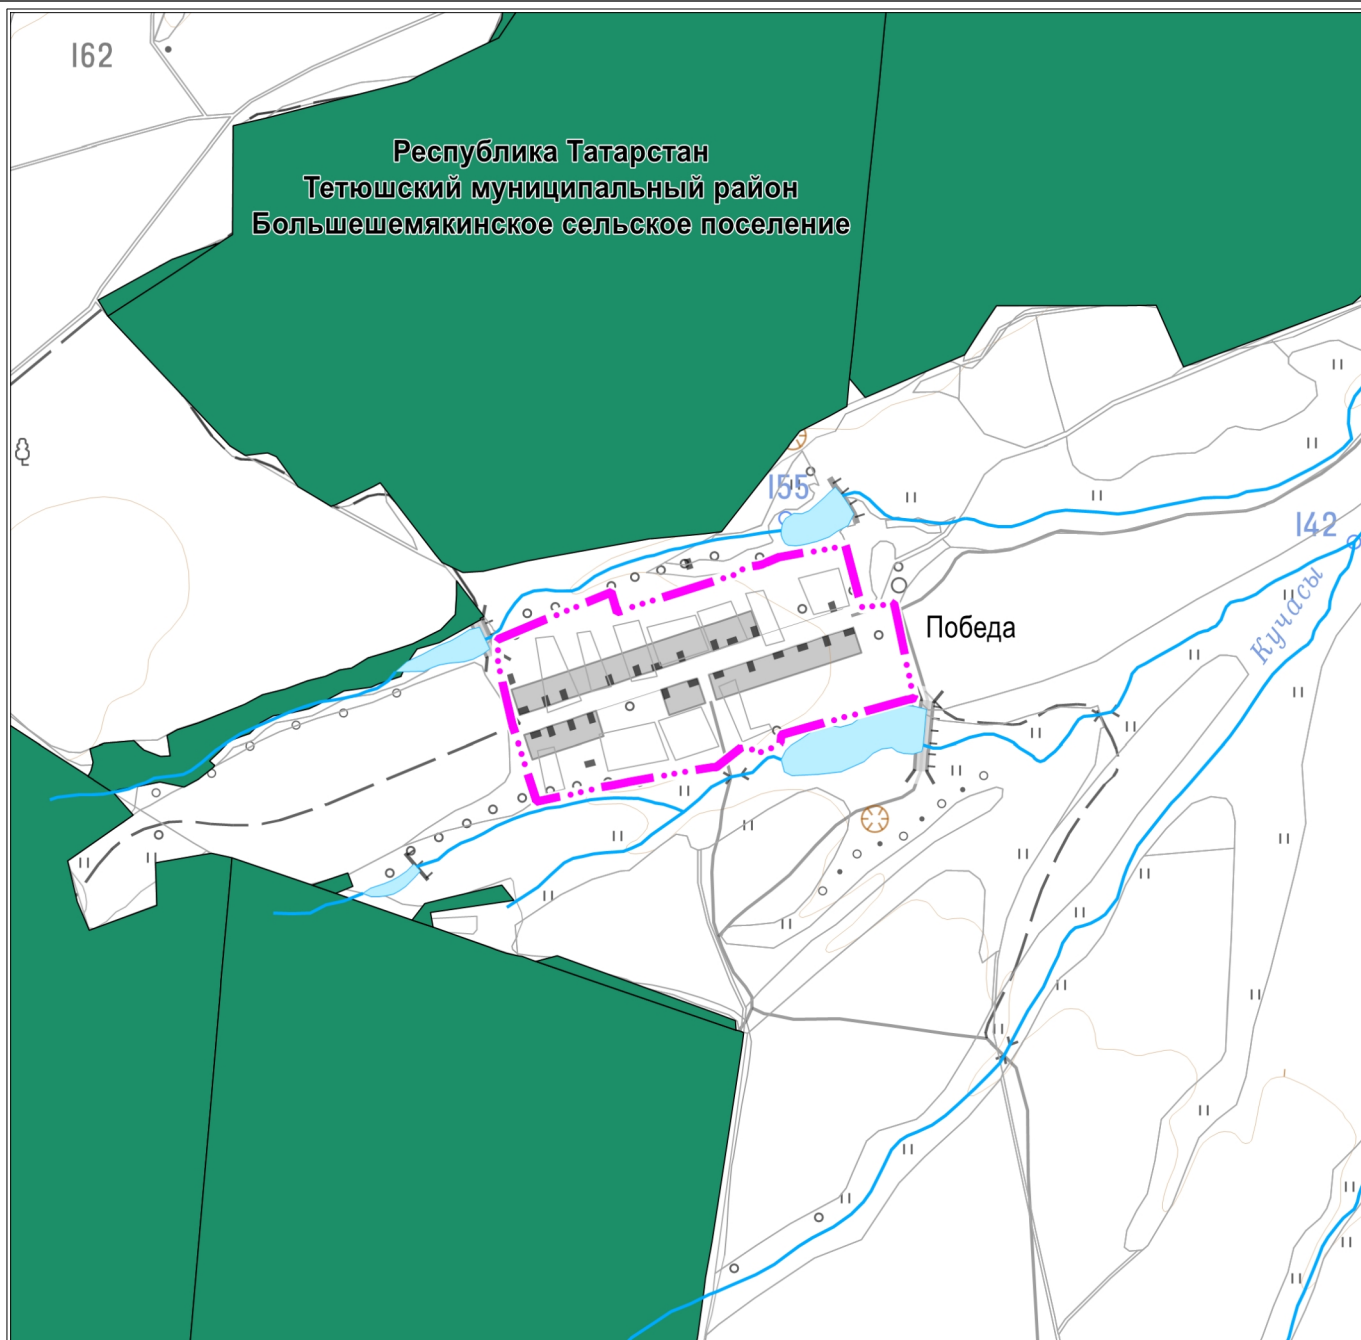 162
Республика Татарстан
Тетюшский муниципальный район
Большешемякинское сельское поселение
155
142
Кучасы
Победа